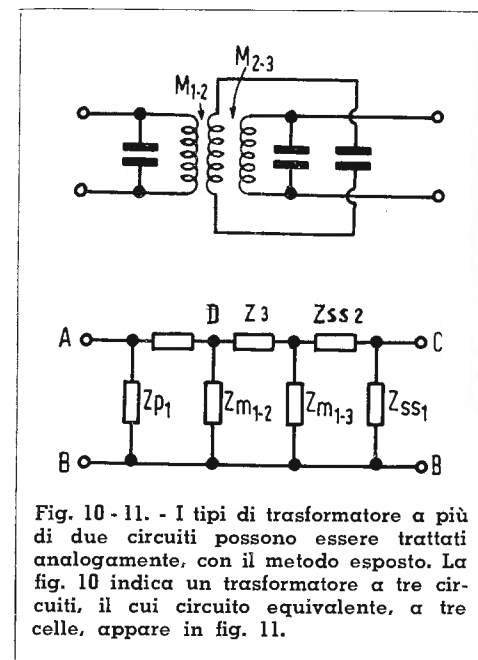 M₁₋₂ M₂₋₃
A D Z3 Zss2 C
Zp₁ Zm₁₋₂ Zm₁₋₃ Zss₁
B B
Fig. 10 - 11. - I tipi di trasformatore a più
di due circuiti possono essere trattati
analogamente, con il metodo esposto. La
fig. 10 indica un trasformatore a tre cir-
cuiti, il cui circuito equivalente, a tre
celle, appare in fig. 11.